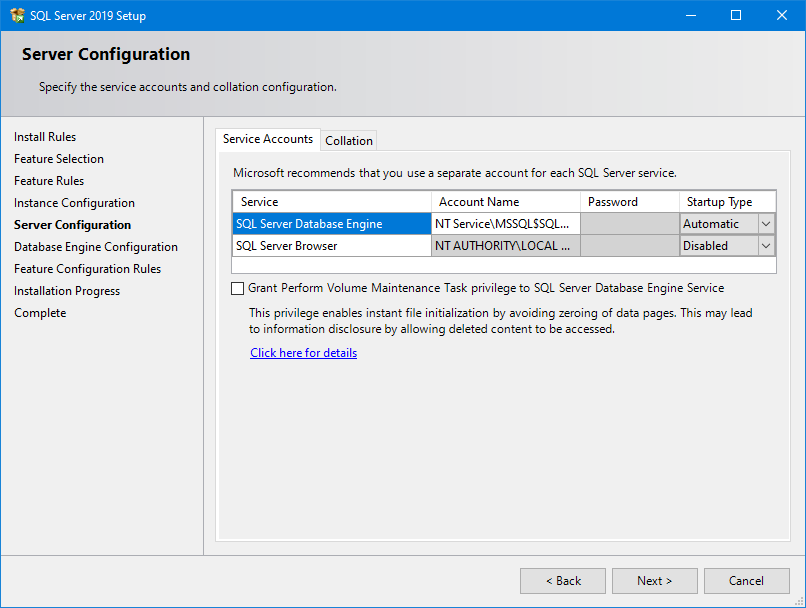 SQL Server 2019 Setup
Server Configuration
Specify the service accounts and collation configuration.
Install Rules
Feature Selection
Feature Rules
Instance Configuration
Server Configuration
Database Engine Configuration
Feature Configuration Rules
Installation Progress
Complete
Service Accounts Collation
Microsoft recommends that you use a separate account for each SQL Server service.
Service Account Name Password Startup Type
SQL Server Database Engine NT Service\MSSQL$SQL... Automatic
SQL Server Browser NT AUTHORITY\LOCAL ... Disabled
Grant Perform Volume Maintenance Task privilege to SQL Server Database Engine Service
This privilege enables instant file initialization by avoiding zeroing of data pages. This may lead
to information disclosure by allowing deleted content to be accessed.
Click here for details
< Back Next > Cancel